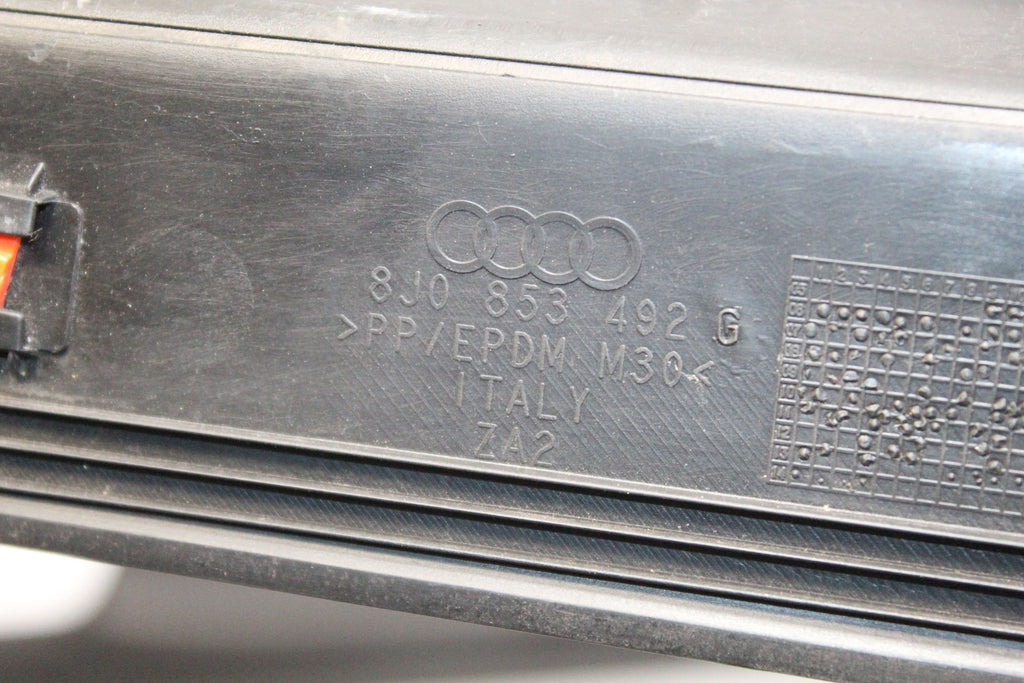 8J0 853 492 G
>PP/EPDM M30<
ITALY
ZA2